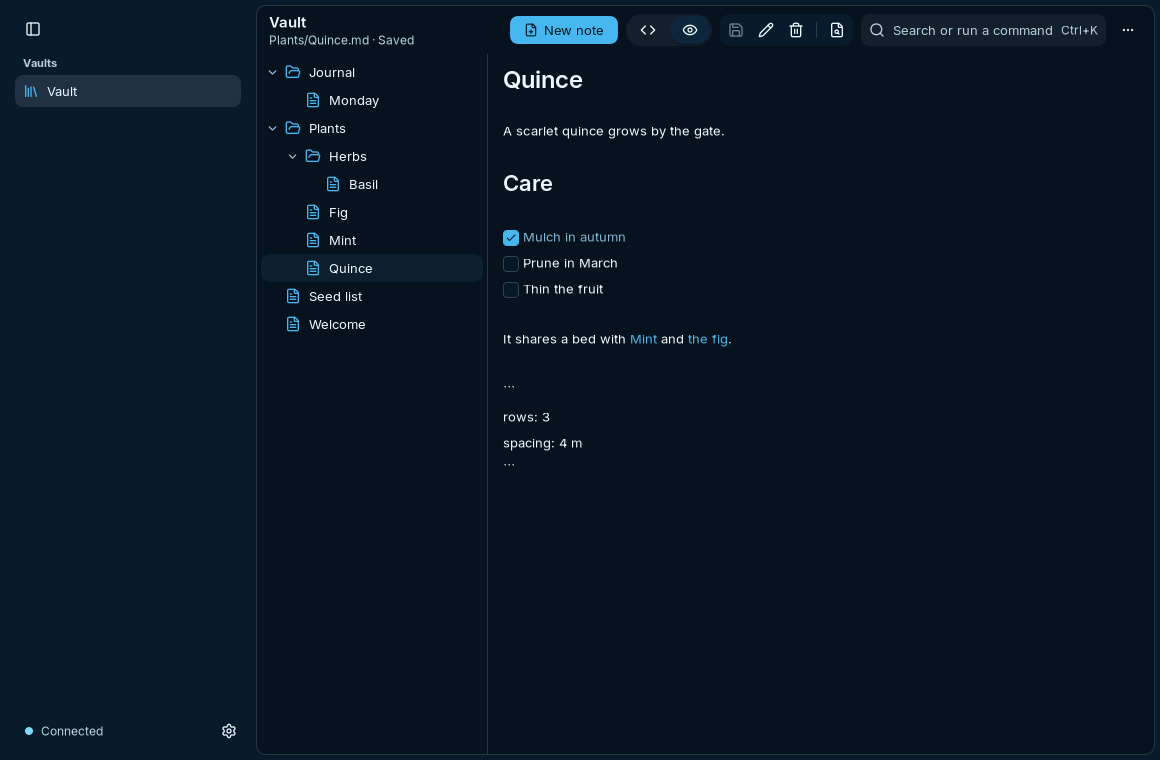 Vaults
Vault
Connected
Vault
Plants/Quince.md · Saved
New note
Search or run a command Ctrl+K
Journal
Monday
Plants
Herbs
Basil
Fig
Mint
Quince
Seed list
Welcome
Quince
A scarlet quince grows by the gate.
Care
Mulch in autumn
Prune in March
Thin the fruit
It shares a bed with Mint and the fig.
```
rows: 3
spacing: 4 m
```